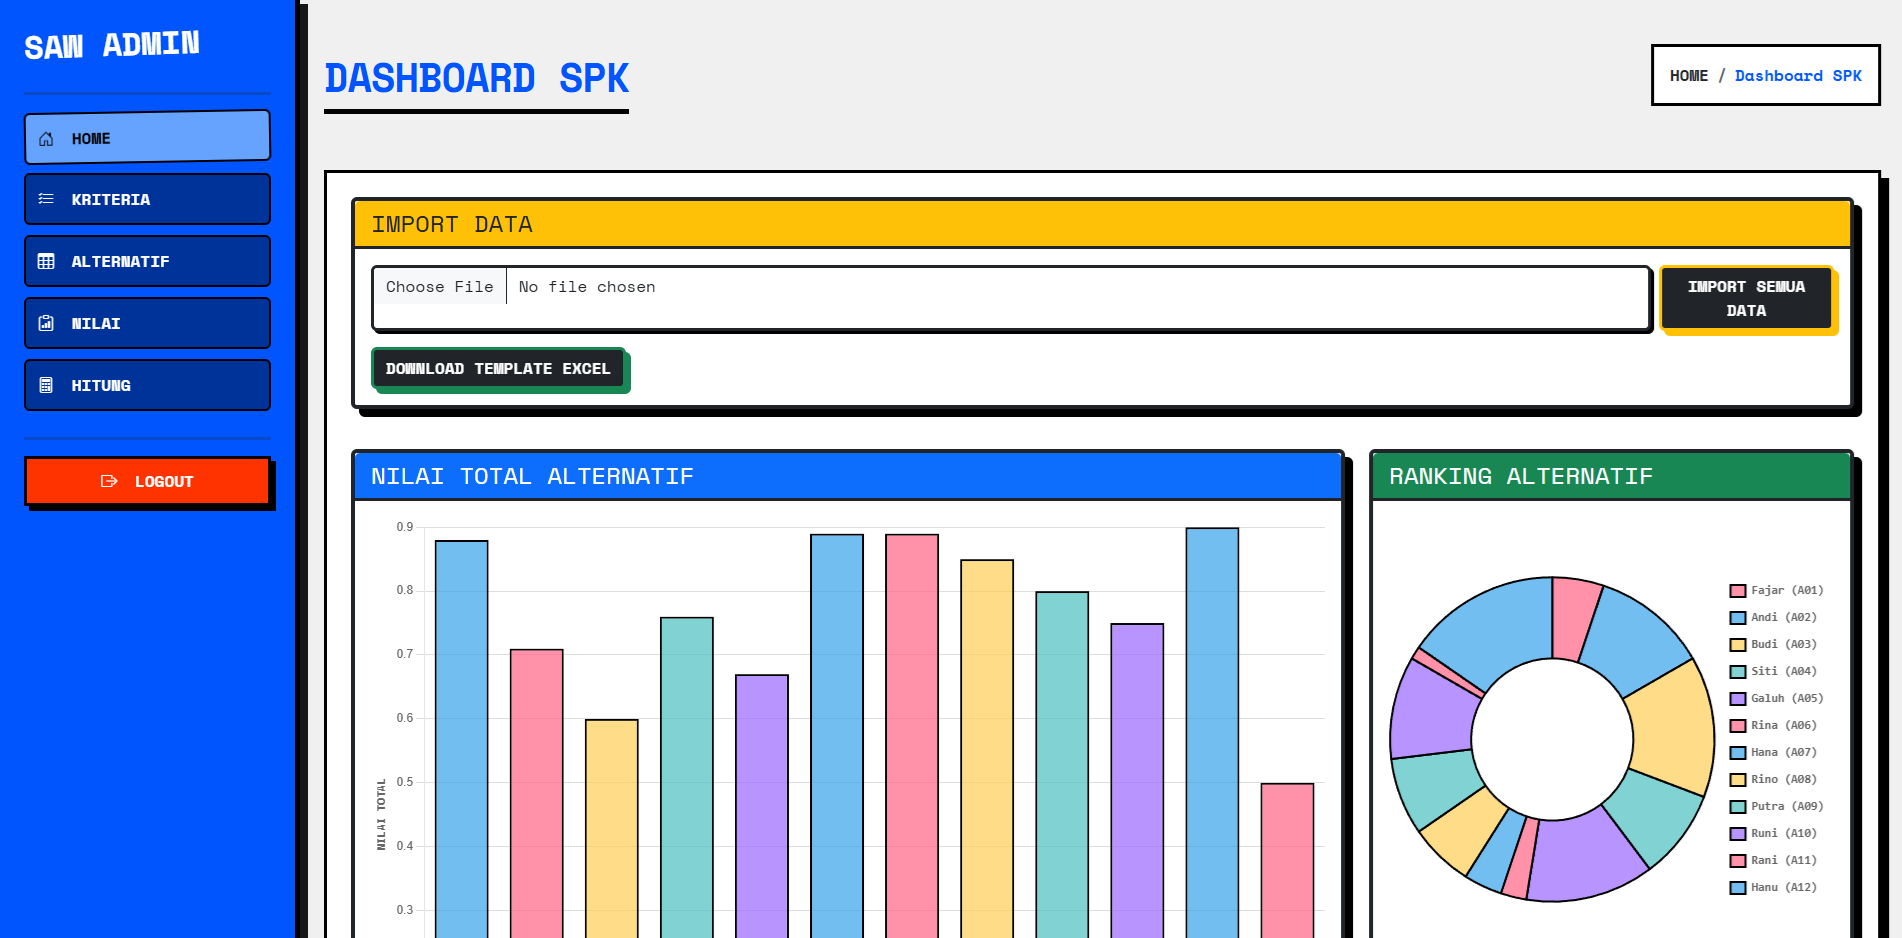 SAW ADMIN
HOME
KRITERIA
ALTERNATIF
NILAI
HITUNG
LOGOUT
DASHBOARD SPK
HOME / Dashboard SPK
IMPORT DATA
Choose File No file chosen
IMPORT SEMUA
DATA
DOWNLOAD TEMPLATE EXCEL
NILAI TOTAL ALTERNATIF
NILAI TOTAL
0.9
0.8
0.7
0.6
0.5
0.4
0.3
RANKING ALTERNATIF
Fajar (A01)
Andi (A02)
Budi (A03)
Siti (A04)
Galuh (A05)
Rina (A06)
Hana (A07)
Rino (A08)
Putra (A09)
Runi (A10)
Rani (A11)
Hanu (A12)